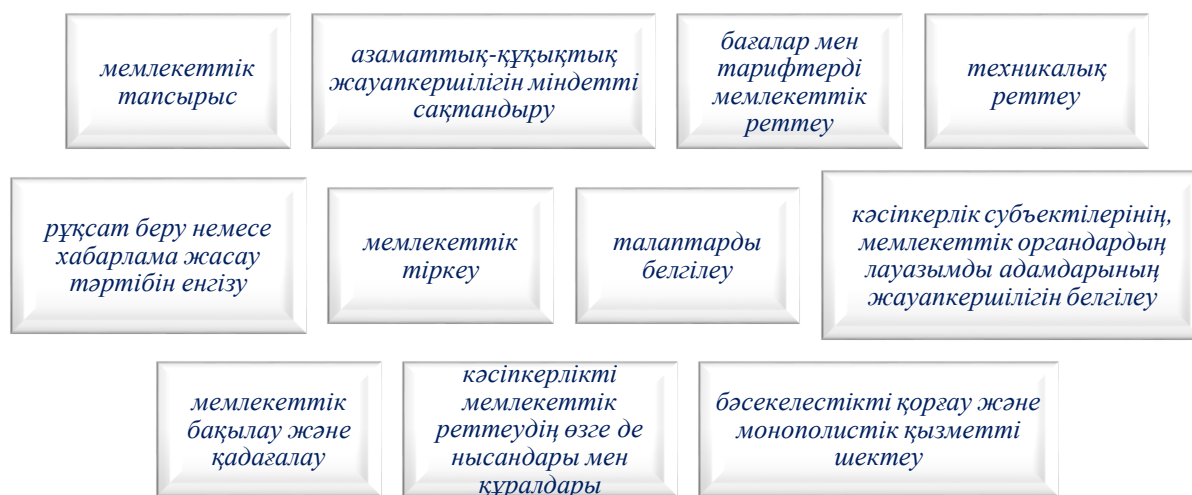 мемлекеттік
тапсырыс
азаматтық-құқықтық
жауапкершілігін міндетті
сақтандыру
бағалар мен
тарифтерді
мемлекеттік
реттеу
техникалық
реттеу
рұқсат беру немесе
хабарлама жасау
тәртібін енгізу
мемлекеттік
тіркеу
талаптарды
белгілеу
кәсіпкерлік субъектілерінің,
мемлекеттік органдардың
лауазымды адамдарының
жауапкершілігін белгілеу
мемлекеттік
бақылау және
қадағалау
кәсіпкерлікті
мемлекеттік
реттеудің өзге де
нысандары мен
құралдары
бәсекелестікті қорғау және
монополистік қызметті
шектеу